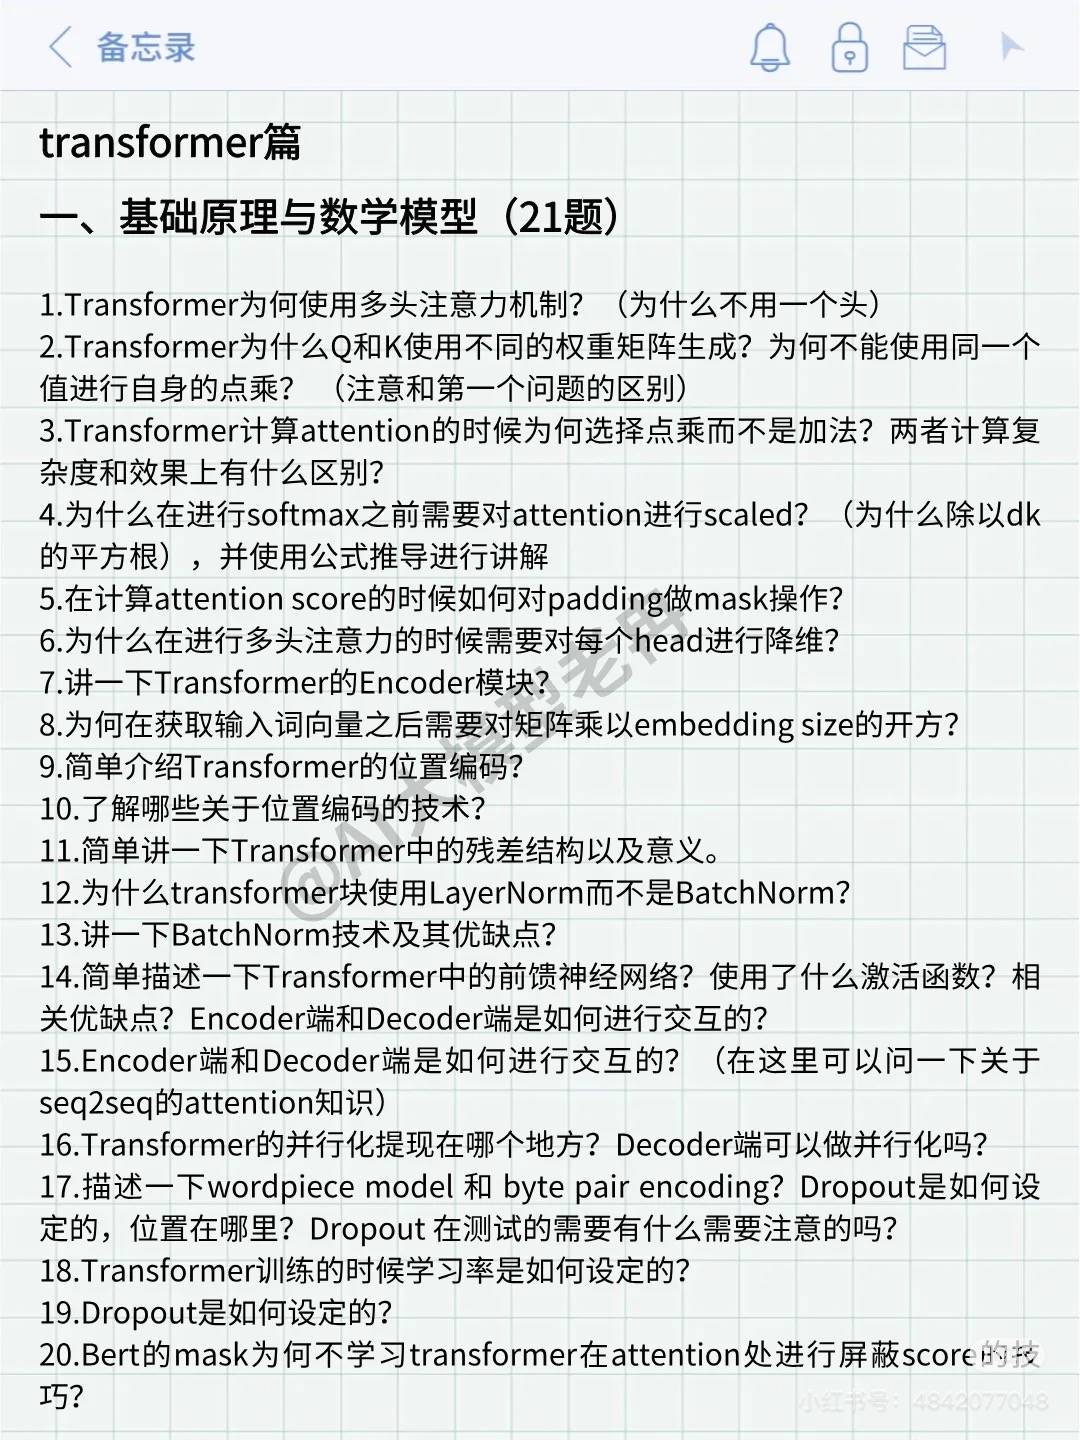 备忘录
transformer篇
一、基础原理与数学模型（21题）
1.Transformer为何使用多头注意力机制？（为什么不用一个头）
2.Transformer为什么Q和K使用不同的权重矩阵生成？为何不能使用同一个
值进行自身的点乘？ （注意和第一个问题的区别）
3.Transformer计算attention的时候为何选择点乘而不是加法？两者计算复
杂度和效果上有什么区别？
4.为什么在进行softmax之前需要对attention进行scaled？（为什么除以dk
的平方根），并使用公式推导进行讲解
5.在计算attention score的时候如何对padding做mask操作？
6.为什么在进行多头注意力的时候需要对每个head进行降维？
7.讲一下Transformer的Encoder模块？
8.为何在获取输入词向量之后需要对矩阵乘以embedding size的开方？
9.简单介绍Transformer的位置编码？
10.了解哪些关于位置编码的技术？
11.简单讲一下Transformer中的残差结构以及意义。
12.为什么transformer块使用LayerNorm而不是BatchNorm？
13.讲一下BatchNorm技术及其优缺点？
14.简单描述一下Transformer中的前馈神经网络？使用了什么激活函数？相
关优缺点？Encoder端和Decoder端是如何进行交互的？
15.Encoder端和Decoder端是如何进行交互的？（在这里可以问一下关于
seq2seq的attention知识）
16.Transformer的并行化提现在哪个地方？Decoder端可以做并行化吗？
17.描述一下wordpiece model 和 byte pair encoding？Dropout是如何设
定的，位置在哪里？Dropout 在测试的需要有什么需要注意的吗？
18.Transformer训练的时候学习率是如何设定的？
19.Dropout是如何设定的？
20.Bert的mask为何不学习transformer在attention处进行屏蔽score的技
巧？
@AI大模型老冉
小红书号：4842077048